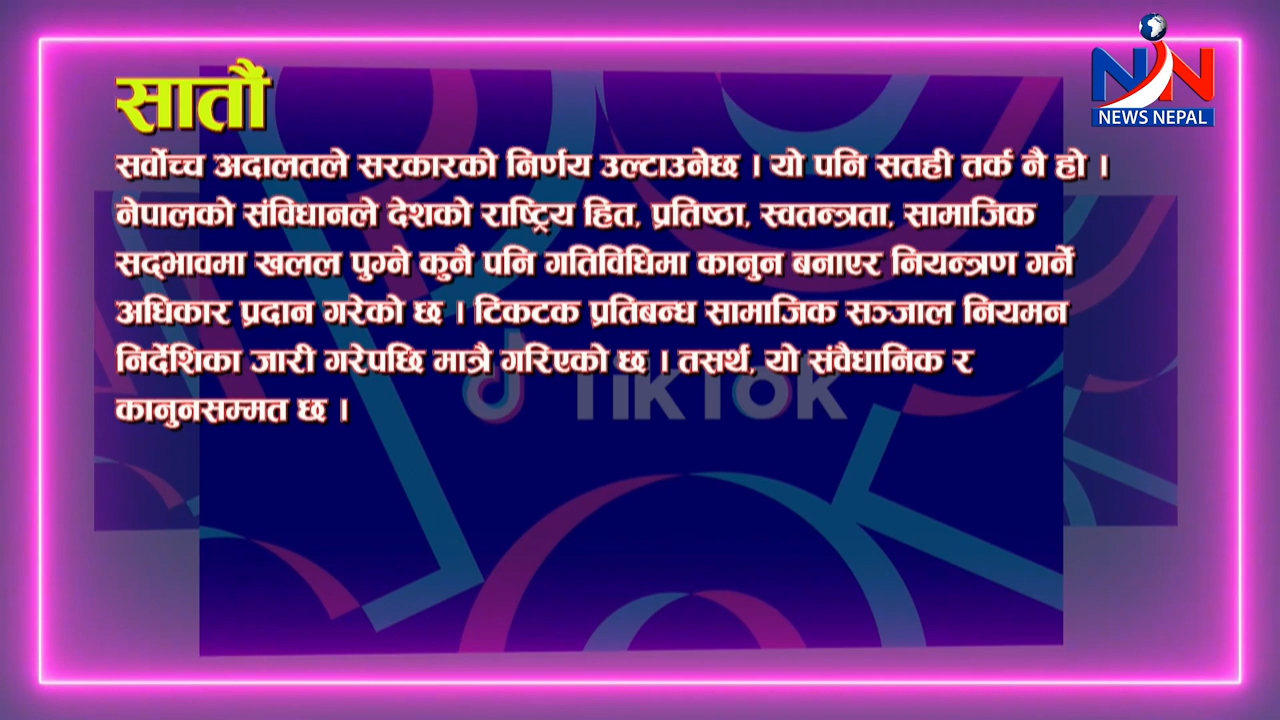 सातौं
NEWS NEPAL
सर्वोच्च अदालतले सरकारको निर्णय उल्टाउनेछ । यो पनि सतही तर्क नै हो ।
नेपालको संविधानले देशको राष्ट्रिय हित, प्रतिष्ठा, स्वतन्त्रता, सामाजिक
सद्भावमा खलल पुग्ने कुनै पनि गतिविधिमा कानुन बनाएर नियन्त्रण गर्ने
अधिकार प्रदान गरेको छ । टिकटक प्रतिबन्ध सामाजिक सञ्जाल नियमन
निर्देशिका जारी गरेपछि मात्रै गरिएको छ । तसर्थ, यो संवैधानिक र
कानुनसम्मत छ ।
TikTok